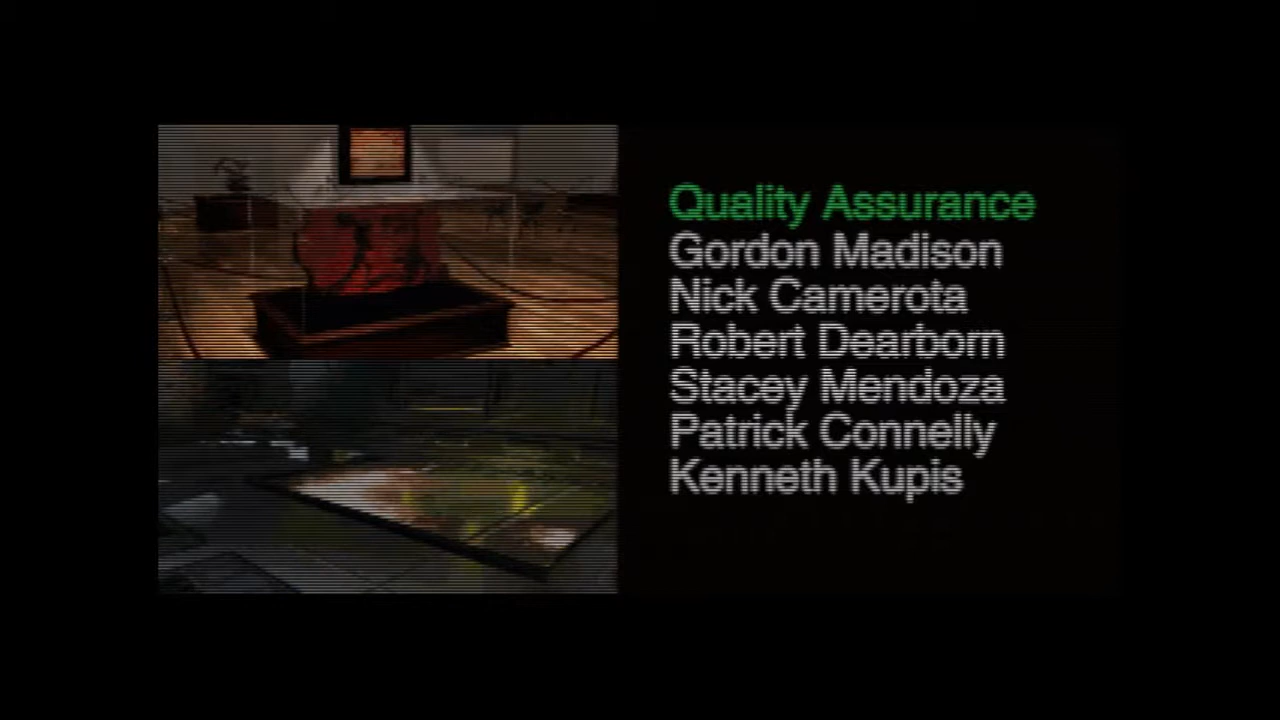 Quality Assurance
Gordon Madison
Nick Camerota
Robert Dearborn
Stacey Mendoza
Patrick Connelly
Kenneth Kupis